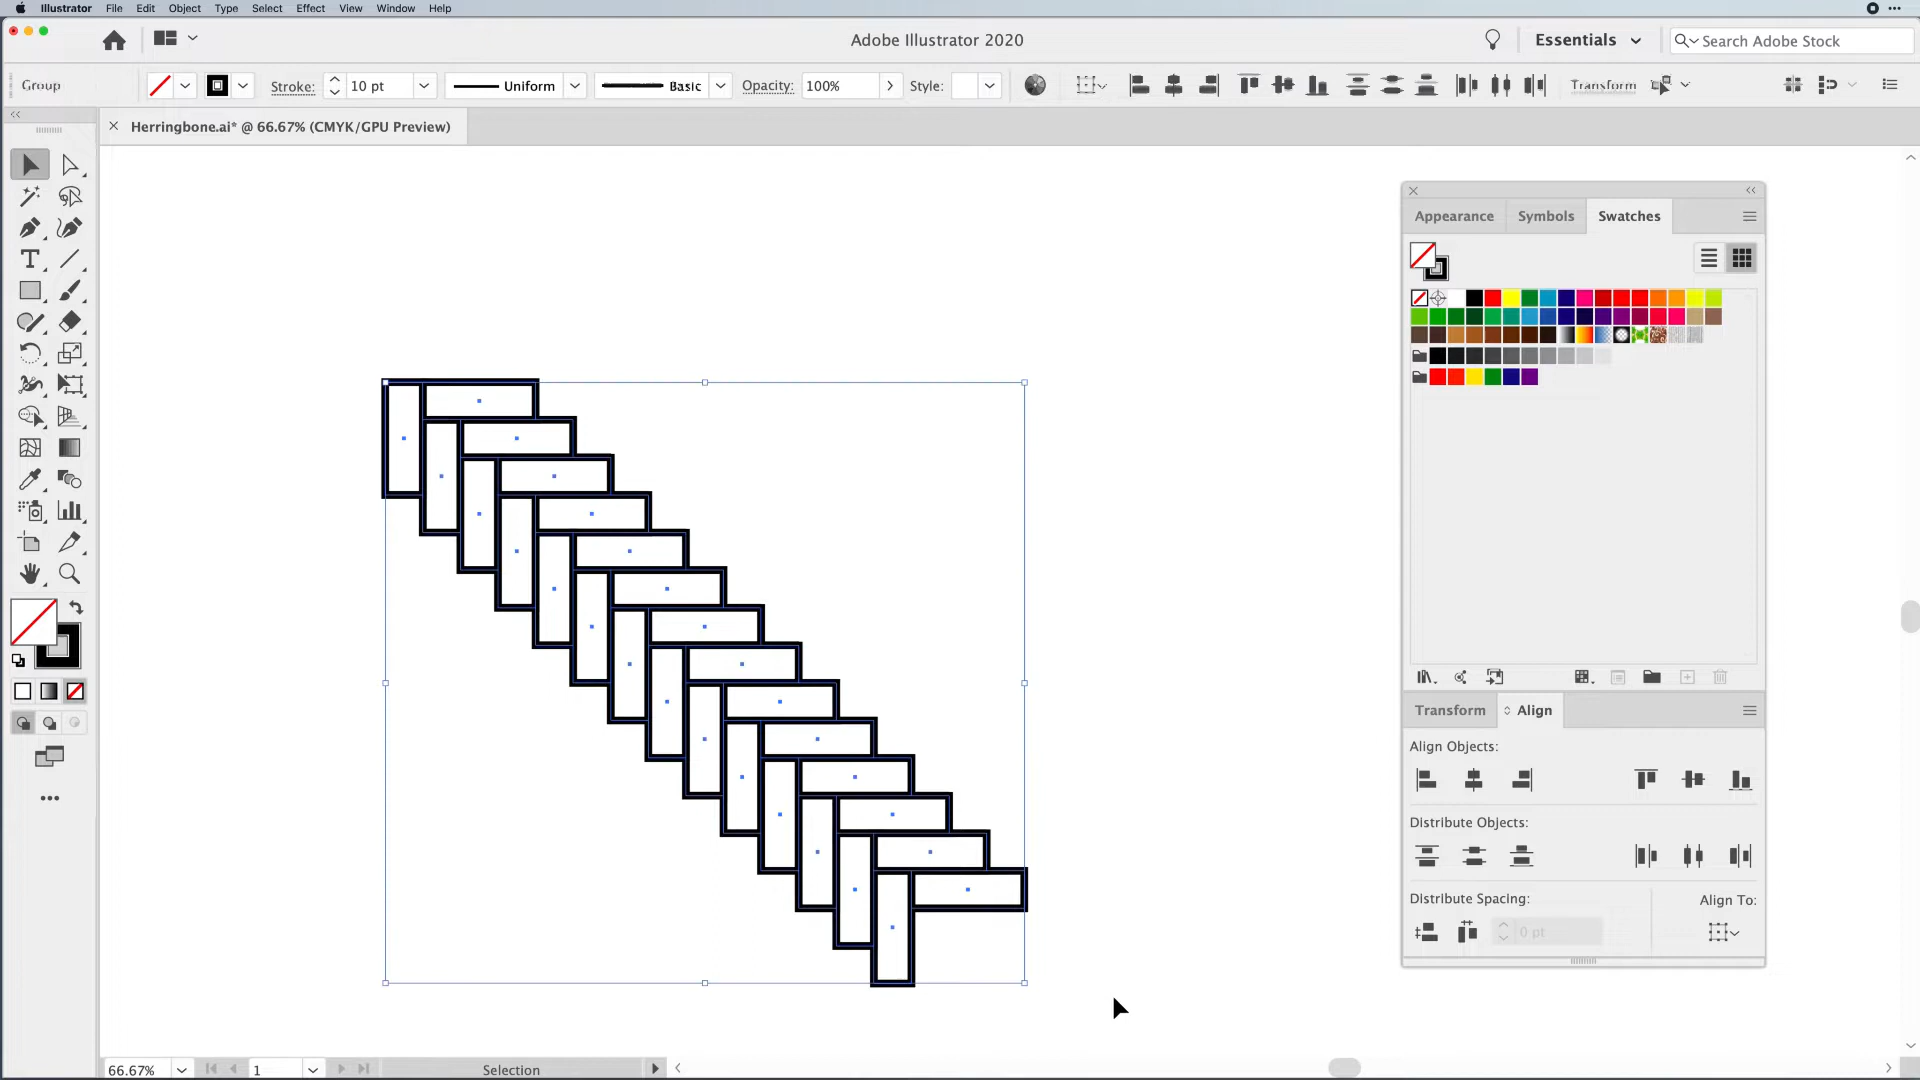 Illustrator File Edit Object Type Select Effect View Window Help
Adobe Illustrator 2020
Essentials
Search Adobe Stock
Group
Stroke: 10 pt
Uniform
Basic
Opacity: 100%
Style:
Transform
Herringbone.ai* @ 66.67% (CMYK/GPU Preview)
Appearance Symbols Swatches
Transform Align
Align Objects:
Distribute Objects:
Distribute Spacing:
Align To:
0 pt
66.67%
1
Selection